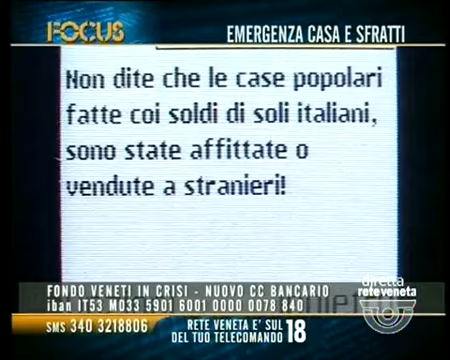 FOCUS
EMERGENZA CASA E SFRATTI
Non dite che le case popolari
fatte coi soldi di soli italiani,
sono state affittate o
vendute a stranieri!
FONDO VENETI IN CRISI - NUOVO CC BANCARIO
iban IT53 M033 5901 6001 0000 0078 840
diretta
reteveneta
SMS 340 3218806
RETE VENETA E' SUL
DEL TUO TELECOMANDO 18